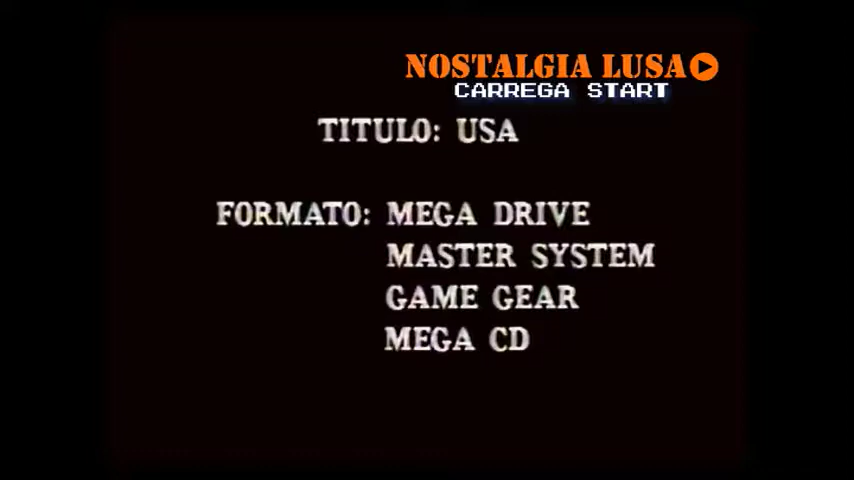 NOSTALGIA LUSA
CARREGA START
TITULO: USA
FORMATO: MEGA DRIVE
MASTER SYSTEM
GAME GEAR
MEGA CD